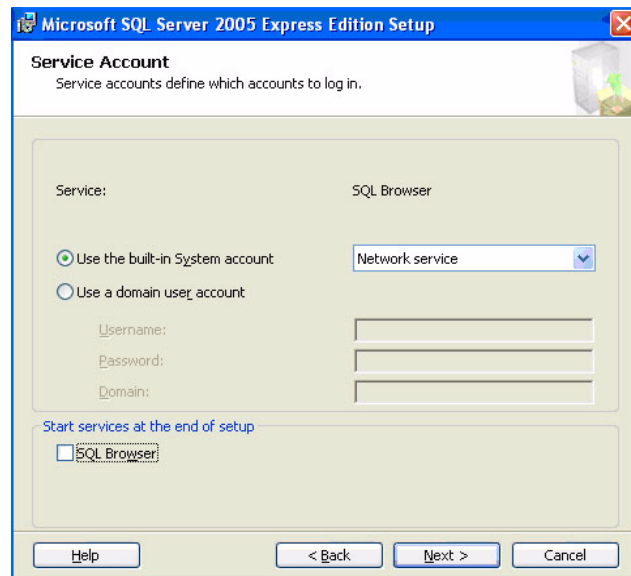 Microsoft SQL Server 2005 Express Edition Setup
Service Account
Service accounts define which accounts to log in.
Service: SQL Browser
Use the built-in System account Network service
Use a domain user account
Username:
Password:
Domain:
Start services at the end of setup
SQL Browser
Help < Back Next > Cancel